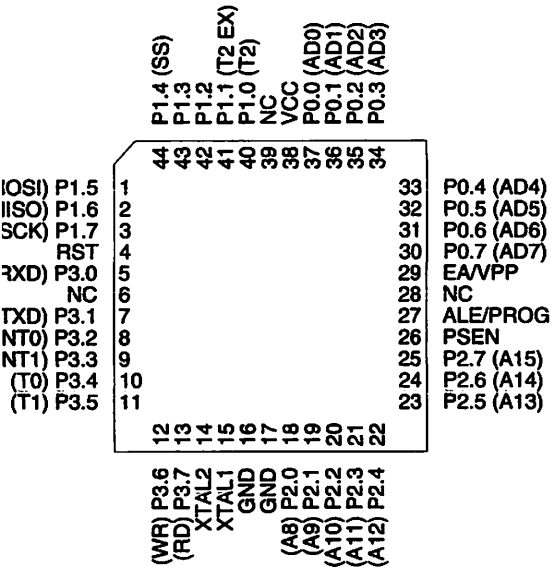 P1.4 (SS)
P1.3
P1.2
P1.1 (T2 EX)
P1.0 (T2)
NC
VCC
P0.0 (AD0)
P0.1 (AD1)
P0.2 (AD2)
P0.3 (AD3)
44 43 42 41 40 39 38 37 36 35 34
IOSI) P1.5 1
IISO) P1.6 2
SCK) P1.7 3
RST 4
RXD) P3.0 5
NC 6
TXD) P3.1 7
NT0) P3.2 8
NT1) P3.3 9
(T0) P3.4 10
(T1) P3.5 11
33 P0.4 (AD4)
32 P0.5 (AD5)
31 P0.6 (AD6)
30 P0.7 (AD7)
29 EA/VPP
28 NC
27 ALE/PROG
26 PSEN
25 P2.7 (A15)
24 P2.6 (A14)
23 P2.5 (A13)
12 13 14 15 16 17 18 19 20 21 22
(WR) P3.6
(RD) P3.7
XTAL2
XTAL1
GND
GND
(A8) P2.0
(A9) P2.1
(A10) P2.2
(A11) P2.3
(A12) P2.4